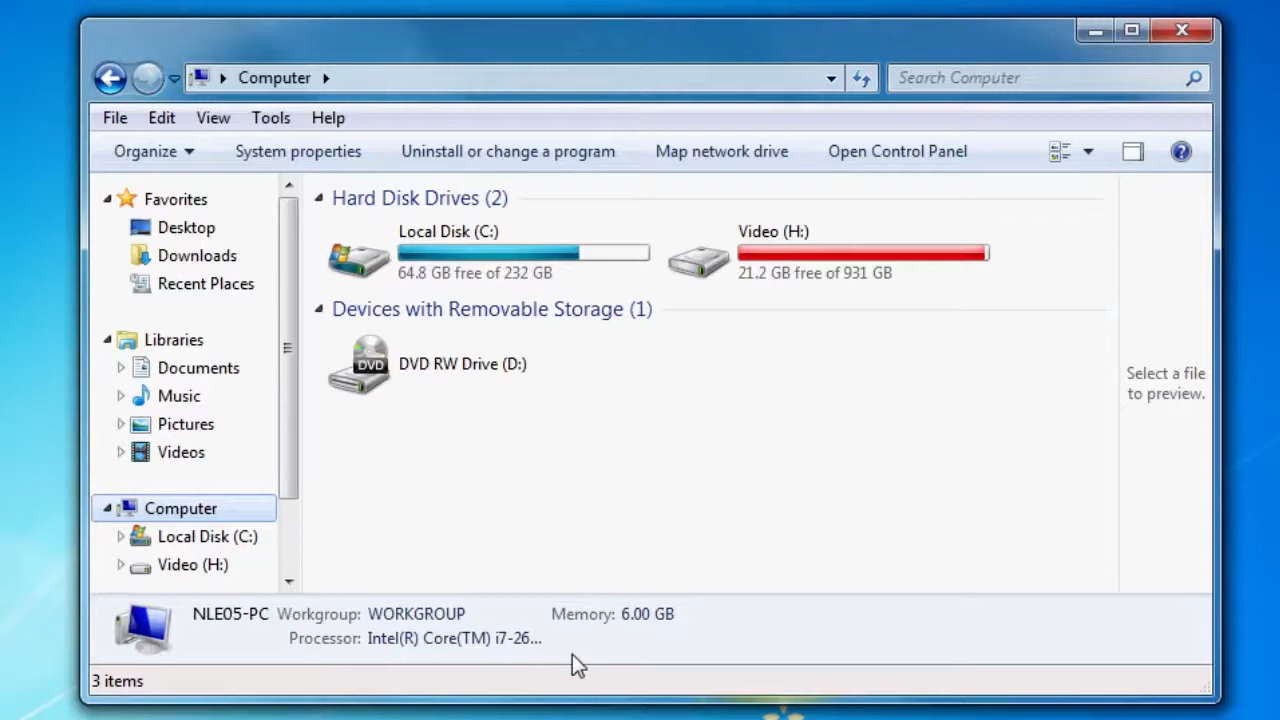 Computer
Search Computer
File Edit View Tools Help
Organize System properties Uninstall or change a program Map network drive Open Control Panel
Favorites
Desktop
Downloads
Recent Places
Libraries
Documents
Music
Pictures
Videos
Computer
Local Disk (C:)
Video (H:)
Hard Disk Drives (2)
Local Disk (C:)
64.8 GB free of 232 GB
Video (H:)
21.2 GB free of 931 GB
Devices with Removable Storage (1)
DVD
DVD RW Drive (D:)
Select a file
to preview.
NLE05-PC Workgroup: WORKGROUP Memory: 6.00 GB
Processor: Intel(R) Core(TM) i7-26...
3 items